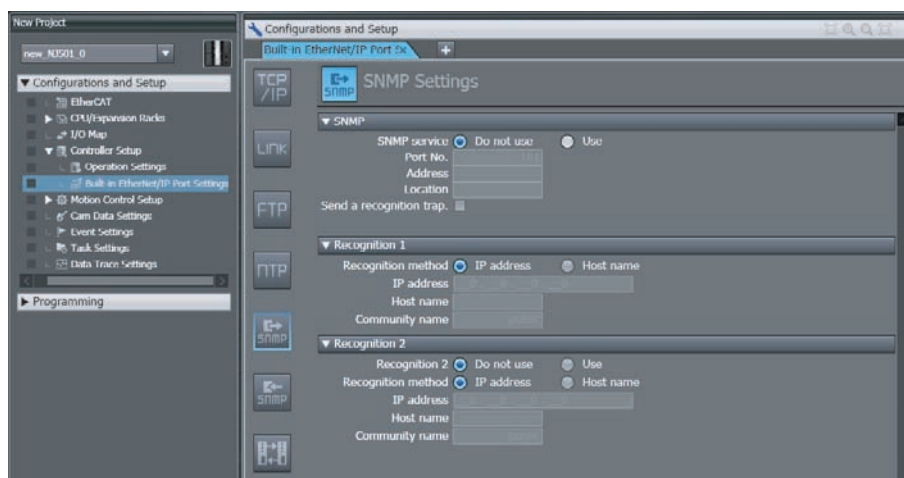 New Project
new_NJ501_0
▼ Configurations and Setup
EtherCAT
▶ CPU/Expansion Racks
I/O Map
▼ Controller Setup
Operation Settings
Built-in EtherNet/IP Port Settings
▶ Motion Control Setup
Cam Data Settings
Event Settings
Task Settings
Data Trace Settings
▶ Programming
Configurations and Setup
Built-in EtherNet/IP Port
TCP
/IP
LINK
FTP
NTP
SNMP
SNMP
SNMP
SNMP Settings
▼ SNMP
SNMP service Do not use Use
Port No. 161
Address
Location
Send a recognition trap.
▼ Recognition 1
Recognition method IP address Host name
IP address
Host name
Community name
▼ Recognition 2
Recognition 2 Do not use Use
Recognition method IP address Host name
IP address
Host name
Community name